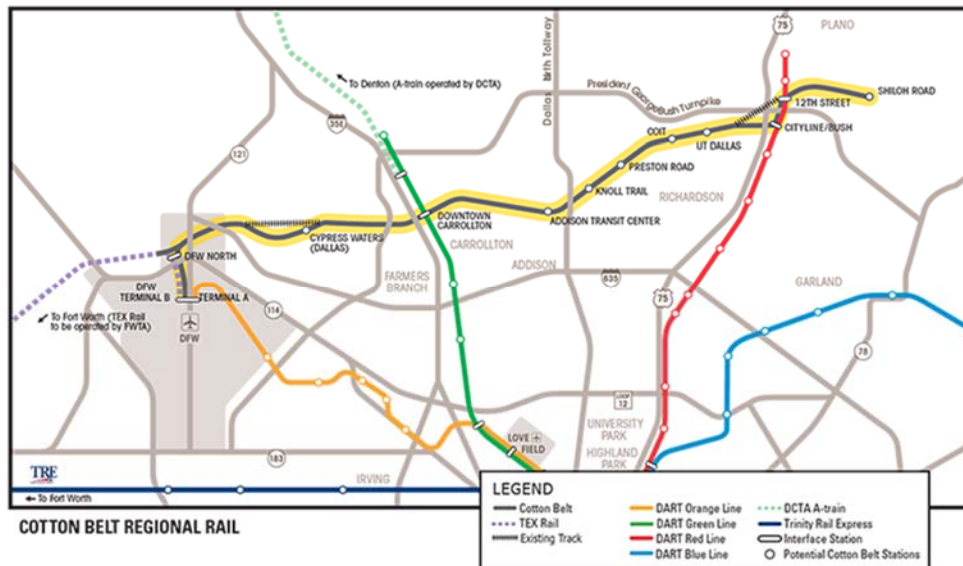 75
PLANO
To Denton (A-train operated by DCTA)
Dallas North Tollway
President George Bush Turnpike
SHILOH ROAD
12TH STREET
35E
CITYLINE/BUSH
COIT
UT DALLAS
121
PRESTON ROAD
RICHARDSON
KNOLL TRAIL
DOWNTOWN
CARROLLTON
ADDISON TRANSIT CENTER
CYPRESS WATERS
(DALLAS)
CARROLLTON
DFW NORTH
ADDISON
FARMERS
BRANCH
635
GARLAND
DFW
TERMINAL B
TERMINAL A
75
114
To Fort Worth (TEX Rail
to be operated by FWTA)
DFW
78
LOOP
12
UNIVERSITY
PARK
LOVE
FIELD
HIGHLAND
PARK
183
TRE
IRVING
To Fort Worth
LEGEND
Cotton Belt
TEX Rail
Existing Track
DART Orange Line
DART Green Line
DART Red Line
DART Blue Line
DCTA A-train
Trinity Rail Express
Interface Station
Potential Cotton Belt Stations
COTTON BELT REGIONAL RAIL